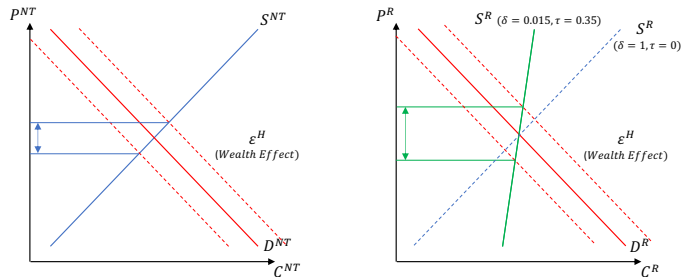 P^NT
S^NT
ε^H
(Wealth Effect)
D^NT
C^NT
P^R
S^R (δ = 0.015, τ = 0.35)
S^R
(δ = 1, τ = 0)
ε^H
(Wealth Effect)
D^R
C^R